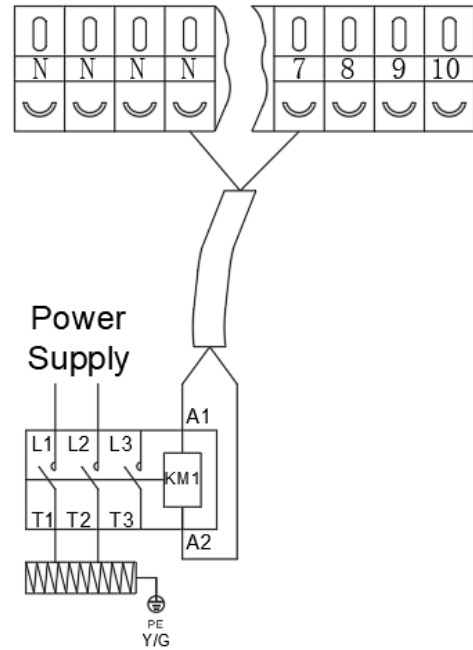 N N N N 7 8 9 10
Power
Supply
A1
L1 L2 L3
KM1
T1 T2 T3
A2
PE
Y/G